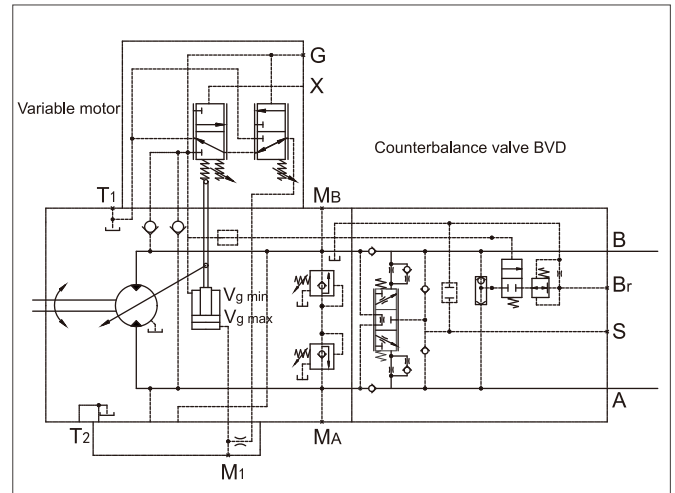 G
X
Variable motor
Counterbalance valve BVD
T1
MB
B
Br
Vg min
Vg max
S
A
T2
MA
M1